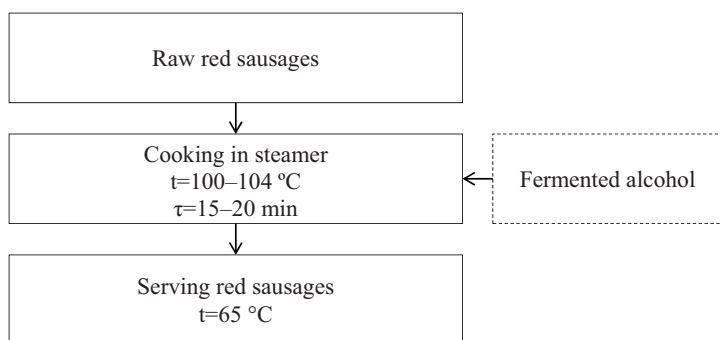 Raw red sausages
Cooking in steamer
t=100–104 ºC
τ=15–20 min
Fermented alcohol
Serving red sausages
t=65 °C